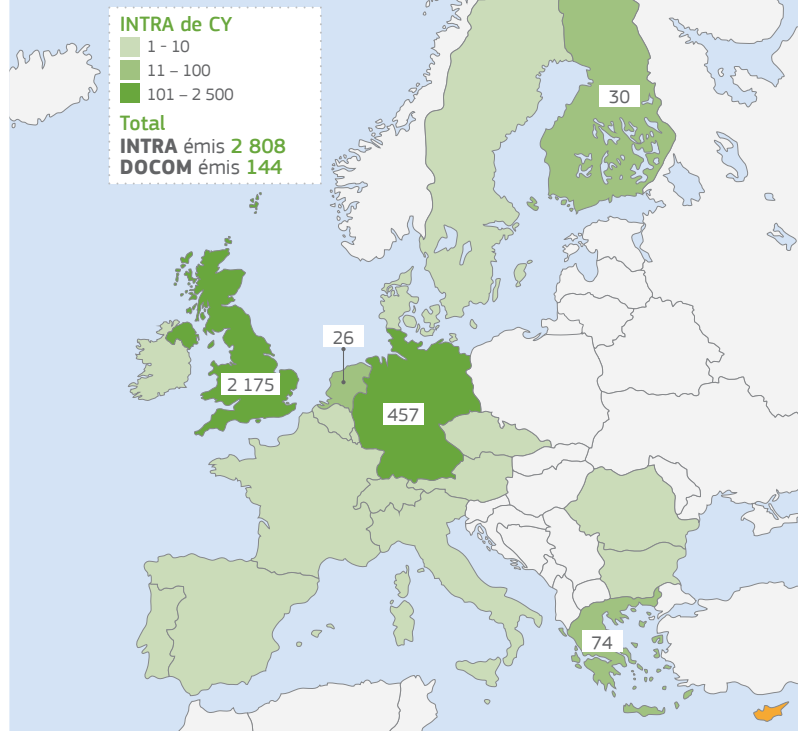 INTRA de CY
1 - 10
11 – 100
101 – 2 500
Total
INTRA émis 2 808
DOCOM émis 144
30
26
2 175
457
74